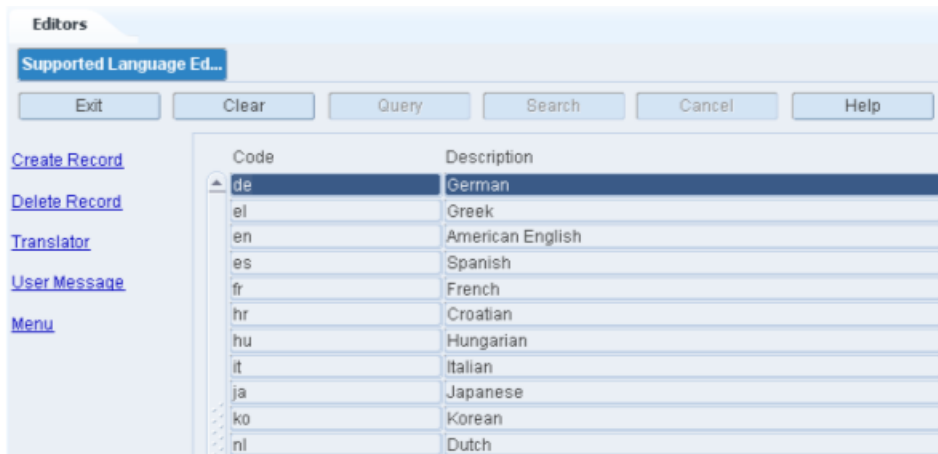 Editors
Supported Language Ed...
Exit Clear Query Search Cancel Help
Create Record
Delete Record
Translator
User Message
Menu
Code Description
de German
el Greek
en American English
es Spanish
fr French
hr Croatian
hu Hungarian
it Italian
ja Japanese
ko Korean
nl Dutch